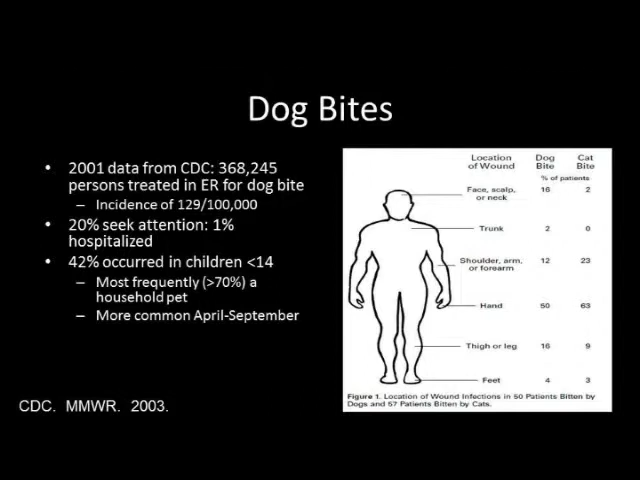 Dog Bites
• 2001 data from CDC: 368,245
persons treated in ER for dog bite
– Incidence of 129/100,000
• 20% seek attention: 1%
hospitalized
• 42% occurred in children <14
– Most frequently (>70%) a
household pet
– More common April-September
CDC. MMWR. 2003.
Location Dog Cat
of Wound Bite Bite
% of patients
Face, scalp, 16 2
or neck
Trunk 2 0
Shoulder, arm, 12 23
or forearm
Hand 50 63
Thigh or leg 16 9
Feet 4 3
Figure 1. Location of Wound Infections in 50 Patients Bitten by
Dogs and 57 Patients Bitten by Cats.